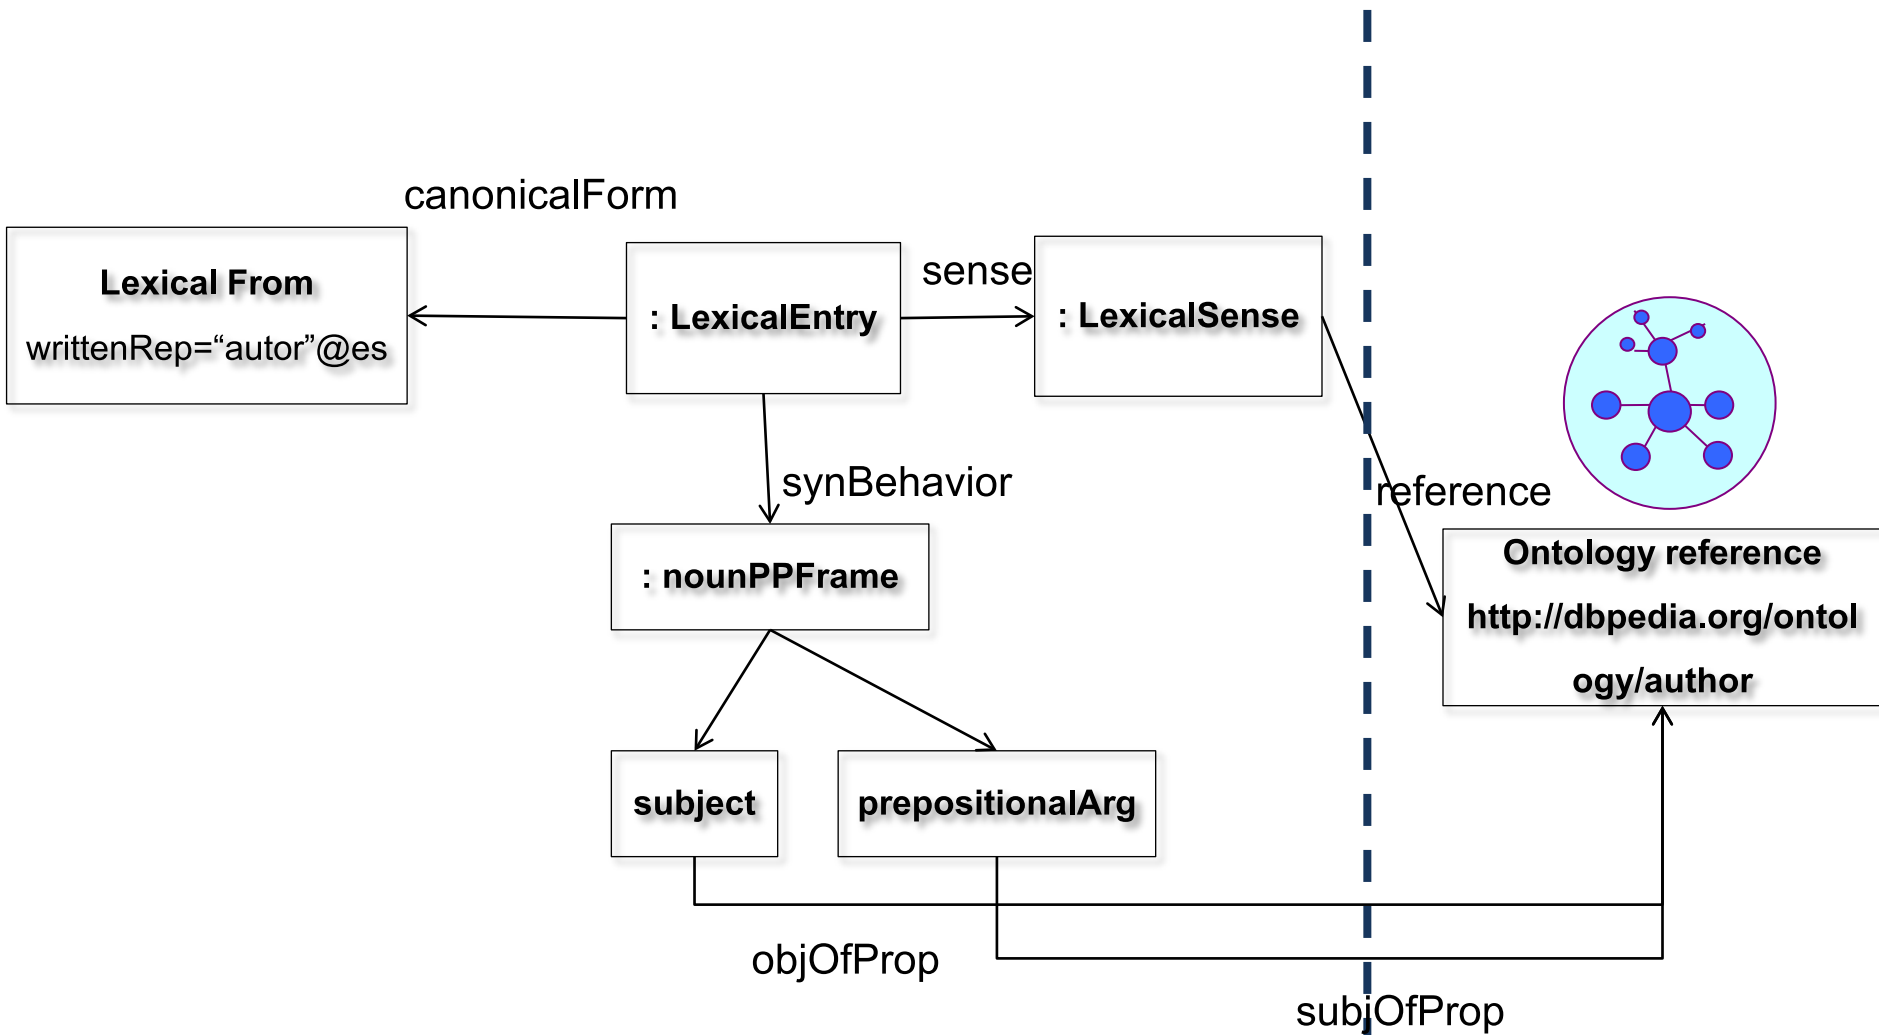 canonicalForm
Lexical From
writtenRep=“autor”@es
: LexicalEntry
sense
: LexicalSense
synBehavior
reference
: nounPPFrame
Ontology reference
http://dbpedia.org/ontol
ogy/author
subject
prepositionalArg
objOfProp
subjOfProp